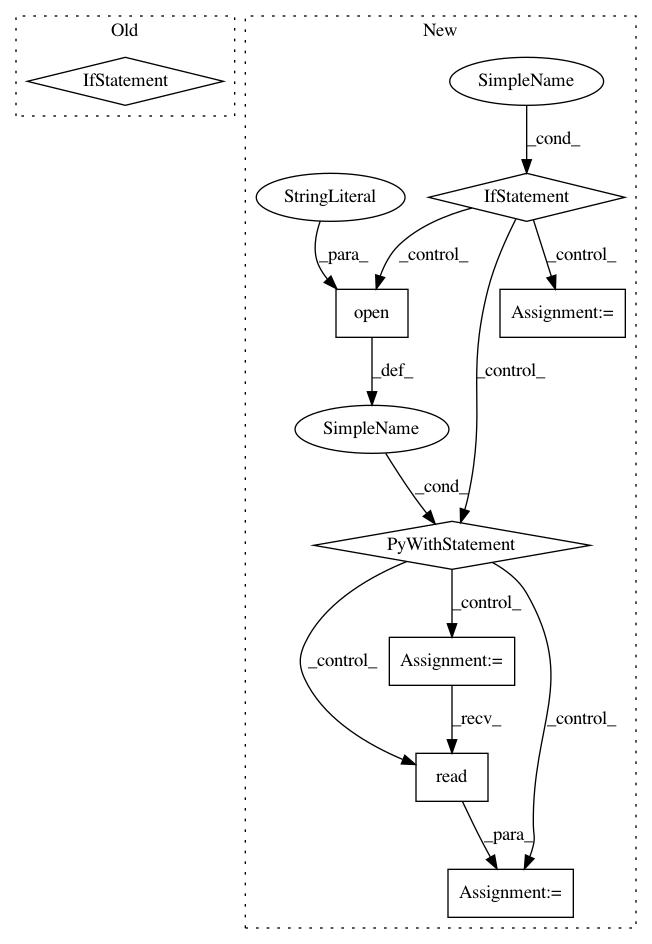 Old
New
IfStatement
SimpleName
_cond_
StringLiteral
IfStatement
_para_
_control_
_control_
open
Assignment:=
_def_
_control_
SimpleName
_cond_
PyWithStatement
_control_
_control_
Assignment:=
_control_
_recv_
read
_para_
Assignment:=